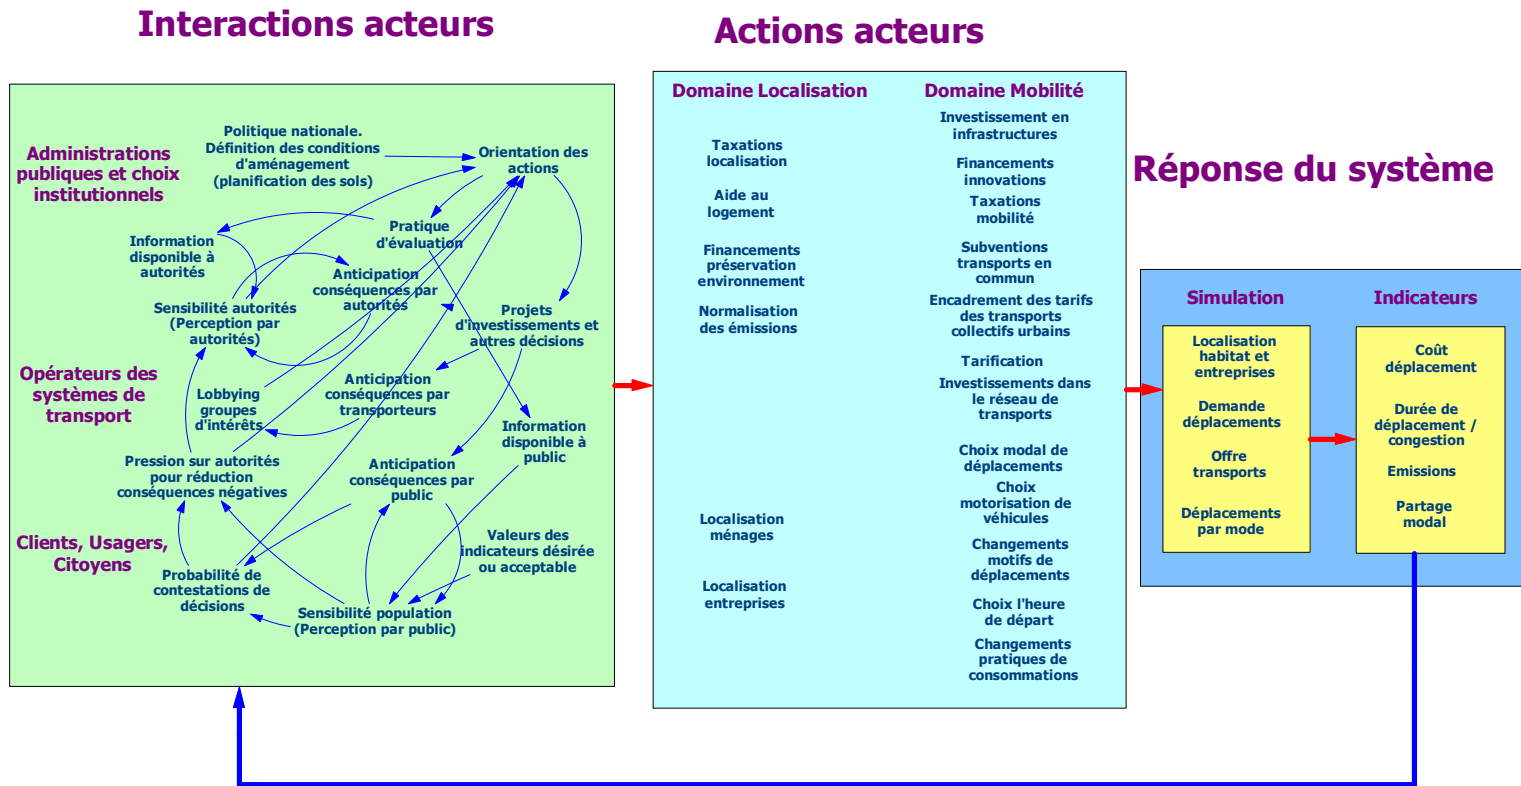 Interactions acteurs
Administrations
publiques et choix
institutionnels
Politique nationale.
Définition des conditions
d'aménagement
(planification des sols)
Orientation des
actions
Pratique
d'évaluation
Information
disponible à
autorités
Anticipation
conséquences par
autorités
Sensibilité autorités
(Perception par
autorités)
Projets
d'investissements et
autres décisions
Opérateurs des
systèmes de
transport
Lobbying
groupes
d'intérêts
Anticipation
conséquences par
transporteurs
Information
disponible à
public
Pression sur autorités
pour réduction
conséquences négatives
Anticipation
conséquences par
public
Clients, Usagers,
Citoyens
Valeurs des
indicateurs désirée
ou acceptable
Probabilité de
contestations de
décisions
Sensibilité population
(Perception par public)
Actions acteurs
Domaine Localisation
Taxations
localisation
Aide au
logement
Financements
préservation
environnement
Normalisation
des émissions
Localisation
ménages
Localisation
entreprises
Domaine Mobilité
Investissement en
infrastructures
Financements
innovations
Taxations
mobilité
Subventions
transports en
commun
Encadrement des tarifs
des transports
collectifs urbains
Tarification
Investissements dans
le réseau de
transports
Choix modal de
déplacements
Choix
motorisation de
véhicules
Changements
motifs de
déplacements
Choix l'heure
de départ
Changements
pratiques de
consommations
Réponse du système
Simulation
Localisation
habitat et
entreprises
Demande
déplacements
Offre
transports
Déplacements
par mode
Indicateurs
Coût
déplacement
Durée de
déplacement /
congestion
Emissions
Partage
modal